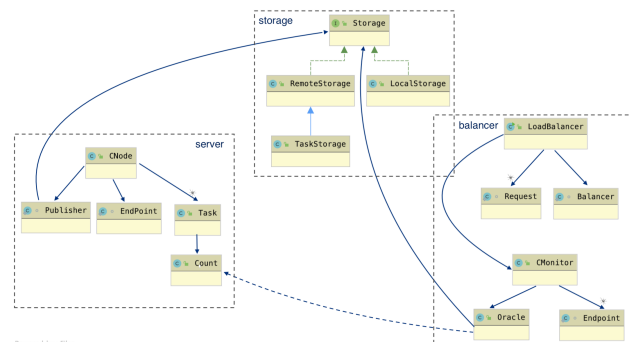 storage
Storage
RemoteStorage
LocalStorage
TaskStorage
server
CNode
Publisher
EndPoint
Task
Count
balancer
LoadBalancer
Request
Balancer
CMonitor
Oracle
Endpoint